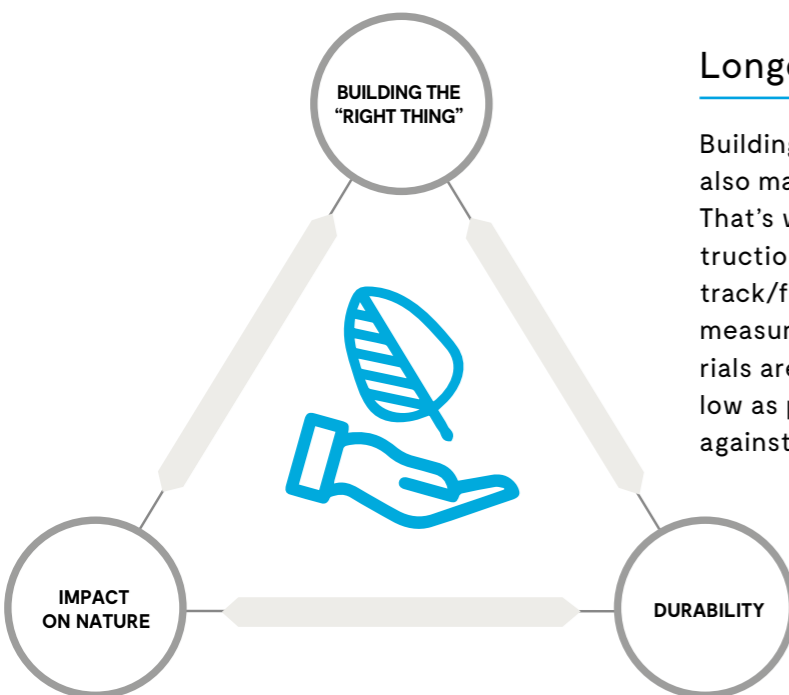 BUILDING THE
“RIGHT THING”
IMPACT
ON NATURE
DURABILITY
Longe
Building
also ma
That’s w
tructio
track/f
measur
rials are
low as p
against